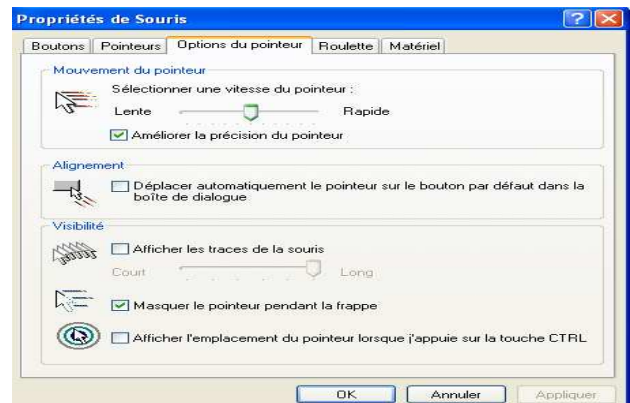 Propriétés de Souris
Boutons Pointeurs Options du pointeur Roulette Matériel
Mouvement du pointeur
Sélectionner une vitesse du pointeur :
Lente Rapide
Améliorer la précision du pointeur
Alignement
Déplacer automatiquement le pointeur sur le bouton par défaut dans la
boîte de dialogue
Visibilité
Afficher les traces de la souris
Court Long
Masquer le pointeur pendant la frappe
Afficher l'emplacement du pointeur lorsque j'appuie sur la touche CTRL
OK Annuler Appliquer